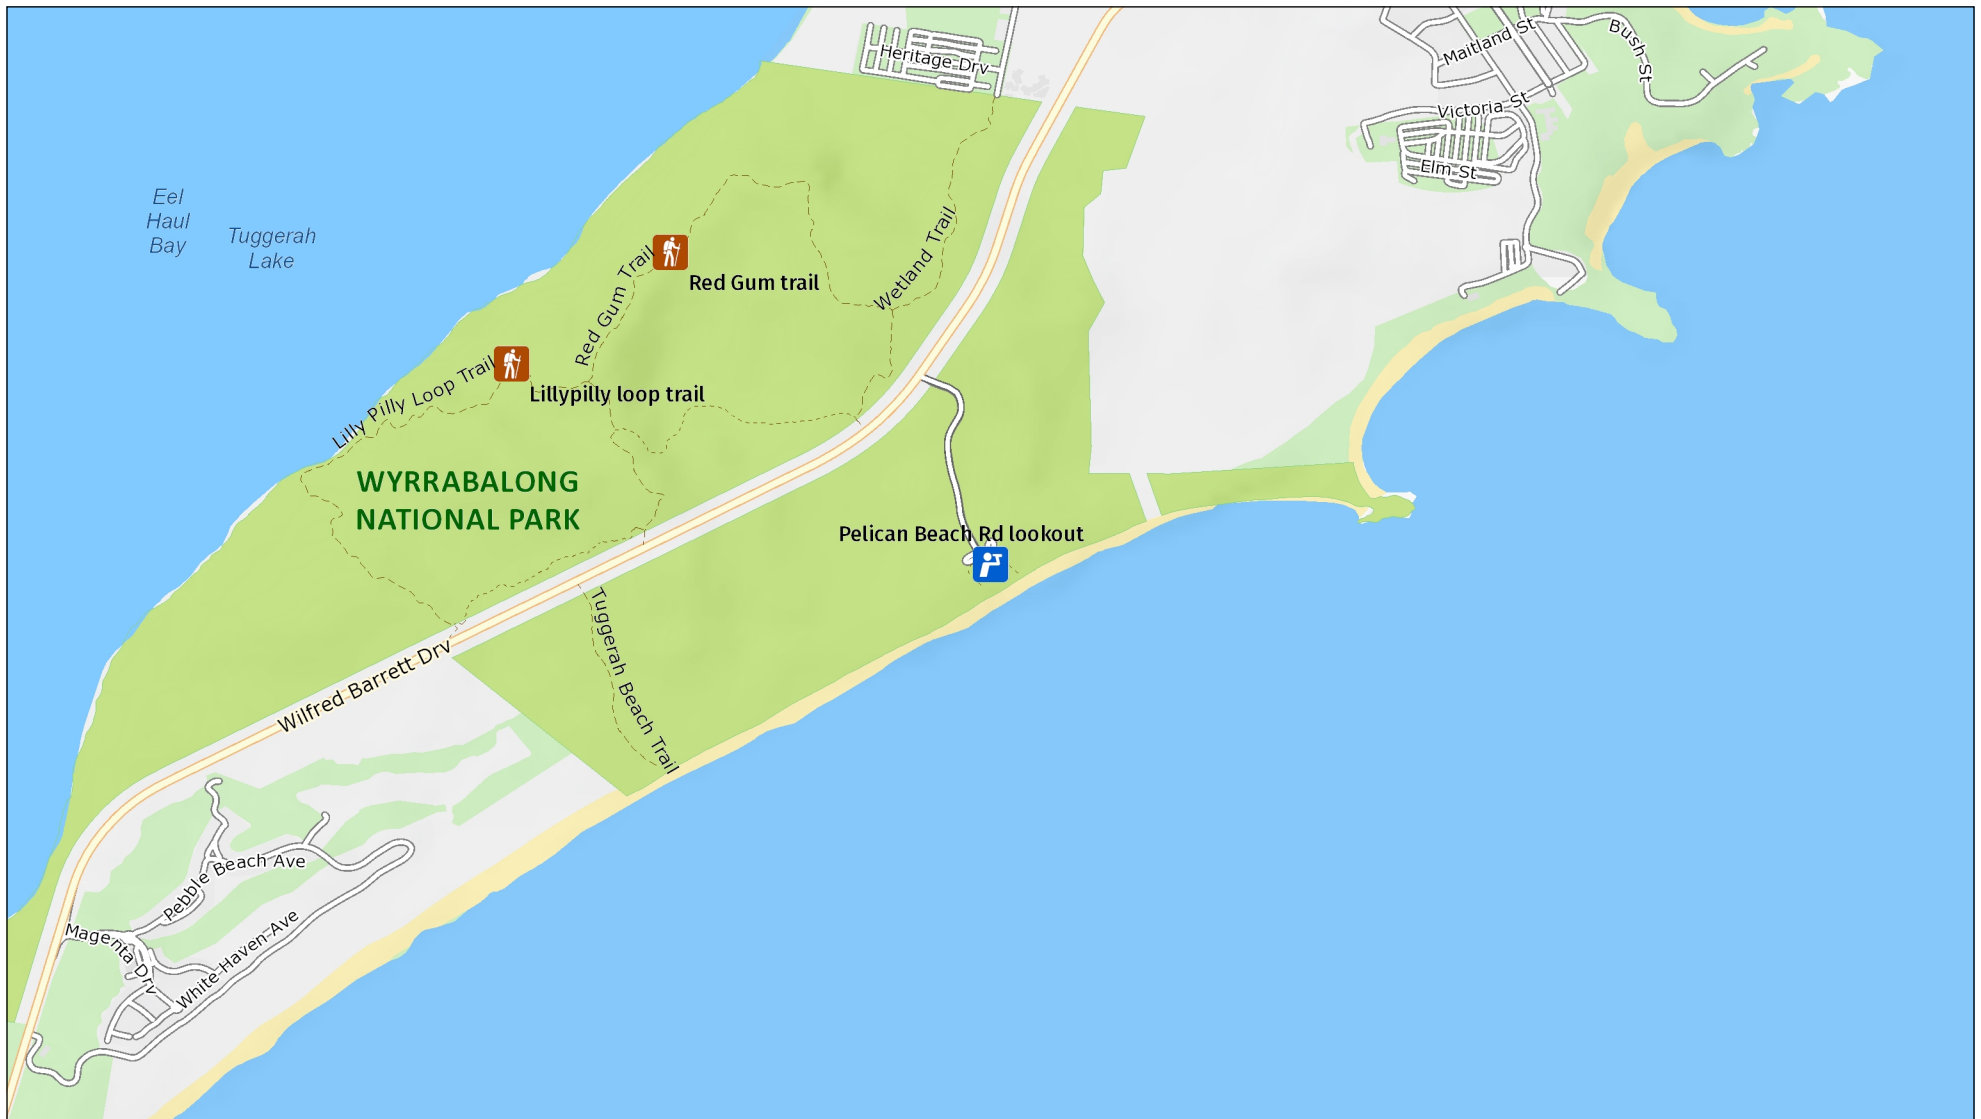 Heritage Drv
Maitland St
Bush St
Victoria St
Elm St
Eel
Haul
Bay
Tuggerah
Lake
Wetland Trail
Red Gum Trail
Red Gum trail
Lilly Pilly Loop Trail
Lillypilly loop trail
WYRRABALONG
NATIONAL PARK
Pelican Beach Rd lookout
Tuggerah Beach Trail
Wilfred Barrett Drv
Pebble Beach Ave
White Haven Ave
Magenta Drv